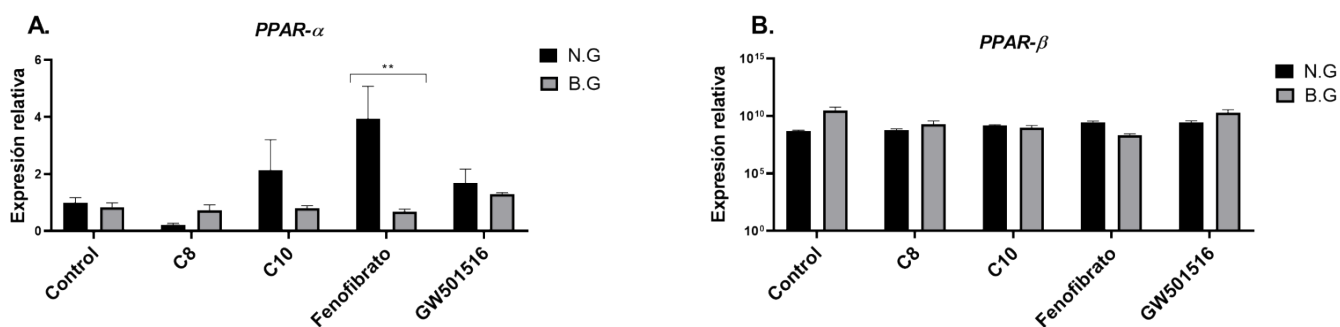 A.
PPAR-α
N.G
B.G
**
Expresión relativa
6
4
2
0
Control
C8
C10
Fenofibrato
GW501516
B.
PPAR-β
N.G
B.G
Expresión relativa
10¹⁵
10¹⁰
10⁵
10⁰
Control
C8
C10
Fenofibrato
GW501516